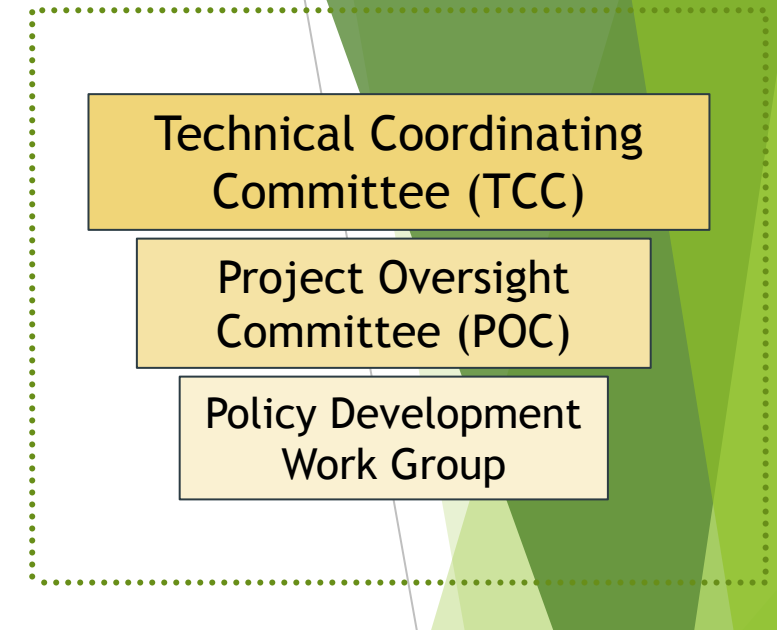 Technical Coordinating
Committee (TCC)
Project Oversight
Committee (POC)
Policy Development
Work Group